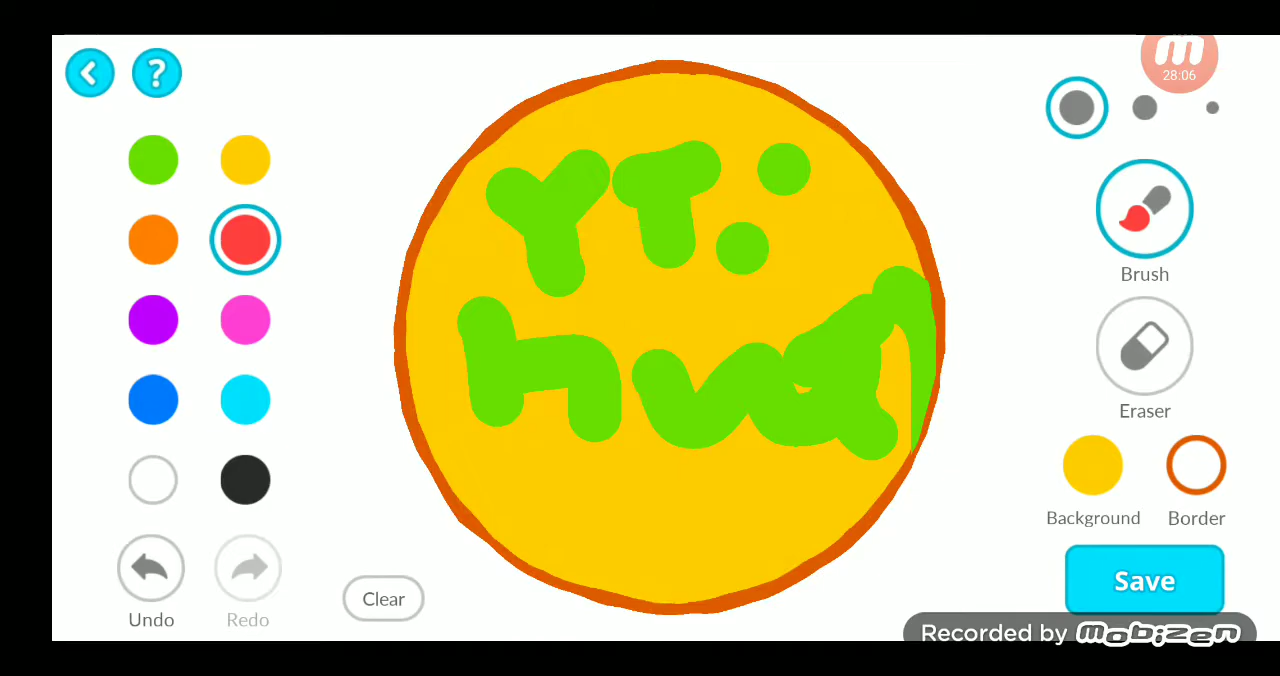 ?
28:06
YT:
Brush
Eraser
Background
Border
Save
Undo
Redo
Clear
Recorded by mobizen